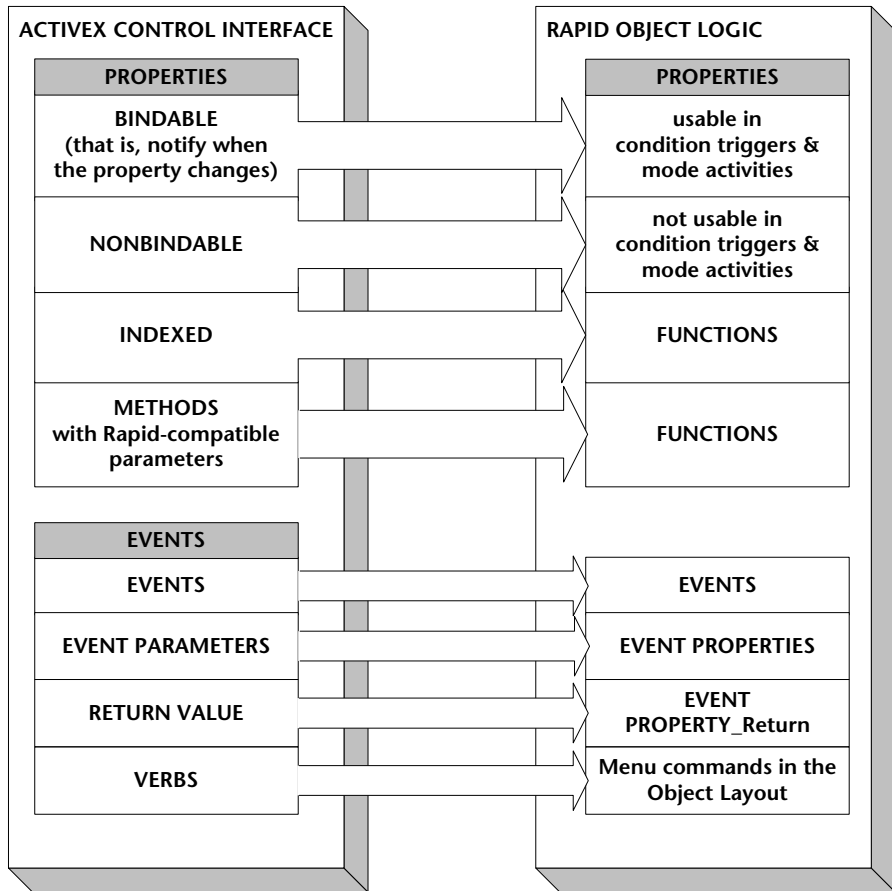 ACTIVEX CONTROL INTERFACE
PROPERTIES
BINDABLE
(that is, notify when
the property changes)
NONBINDABLE
INDEXED
METHODS
with Rapid-compatible
parameters
EVENTS
EVENTS
EVENT PARAMETERS
RETURN VALUE
VERBS
RAPID OBJECT LOGIC
PROPERTIES
usable in
condition triggers &
mode activities
not usable in
condition triggers &
mode activities
FUNCTIONS
FUNCTIONS
EVENTS
EVENT PROPERTIES
EVENT
PROPERTY_Return
Menu commands in the
Object Layout